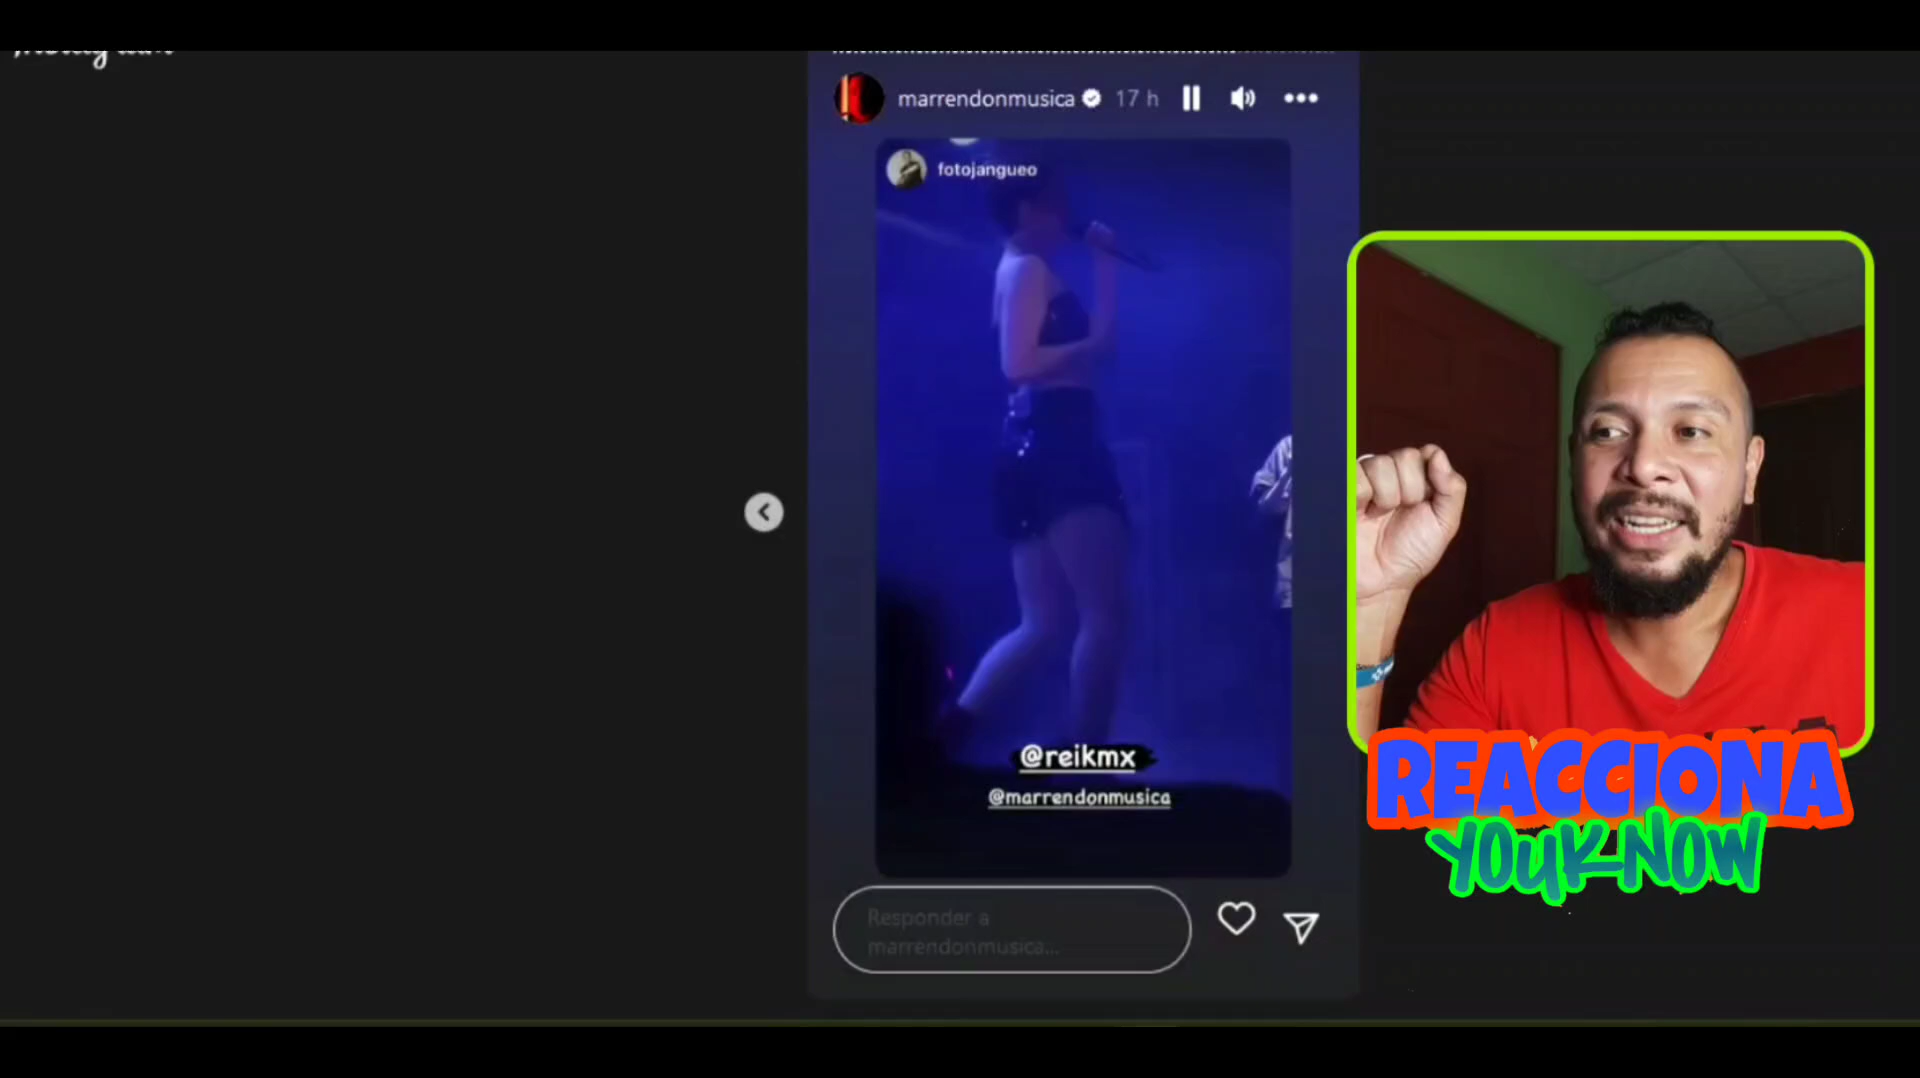 marrendonmusica 17 h
fotojangueo
@reikmx
@marrendonmusica
Responder a
marrendonmusica...
REACCIONA
YOUK-NOW